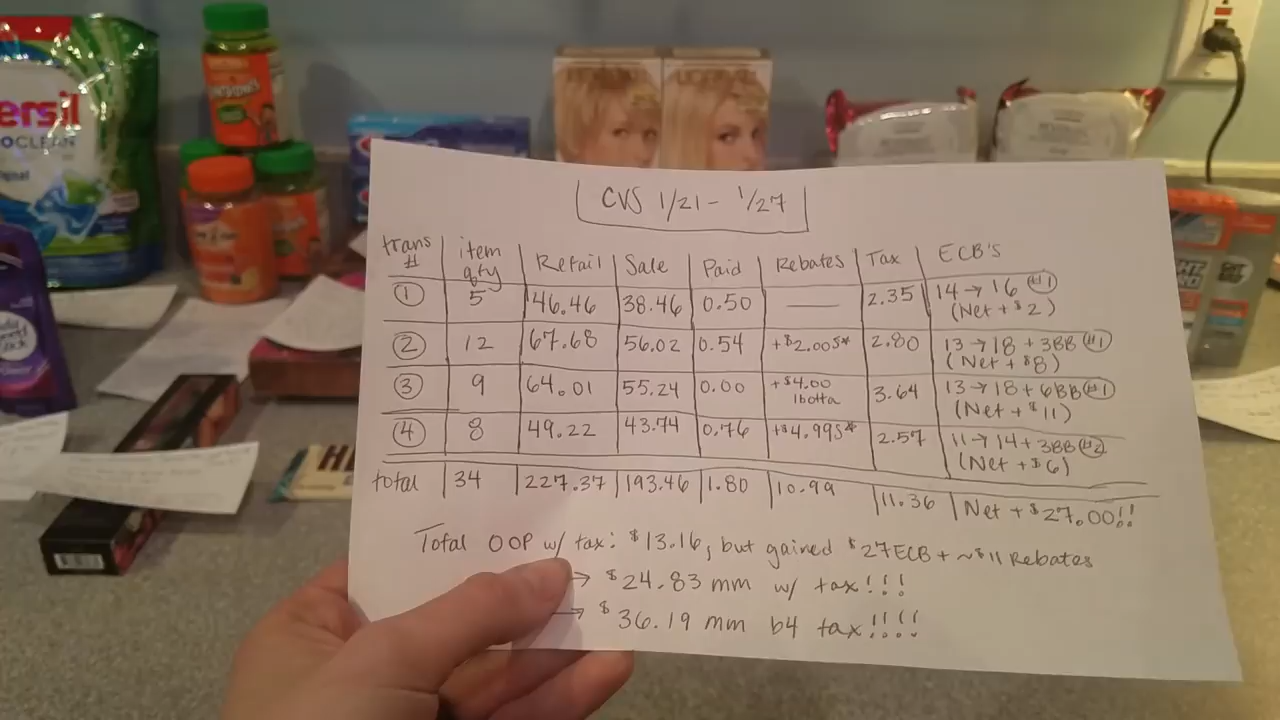 ersil
OCLEAN
CVS 1/21 - 1/27
trans # | item qty | Retail | Sale | Paid | Rebates | Tax | ECB'S
1 | 5 | 46.46 | 38.46 | 0.50 | — | 2.35 | 14 → 16 #1 (Net + $2)
2 | 12 | 67.68 | 56.02 | 0.54 | +$2.00S* | 2.80 | 13 → 18 + 3BB #1 (Net + $8)
3 | 9 | 64.01 | 55.24 | 0.00 | +$4.00 Ibotta | 3.64 | 13 → 18 + 6BB #1 (Net + $11)
4 | 8 | 49.22 | 43.74 | 0.76 | +$4.99S* | 2.57 | 11 → 14 + 3BB #2 (Net + $6)
total | 34 | 227.37 | 193.46 | 1.80 | 10.99 | 11.36 | Net + $27.00!!
Total OOP w/ tax: $13.16, but gained $27ECB + ~$11 Rebates
→ $24.83 mm w/ tax!!!
→ $36.19 mm b4 tax!!!!